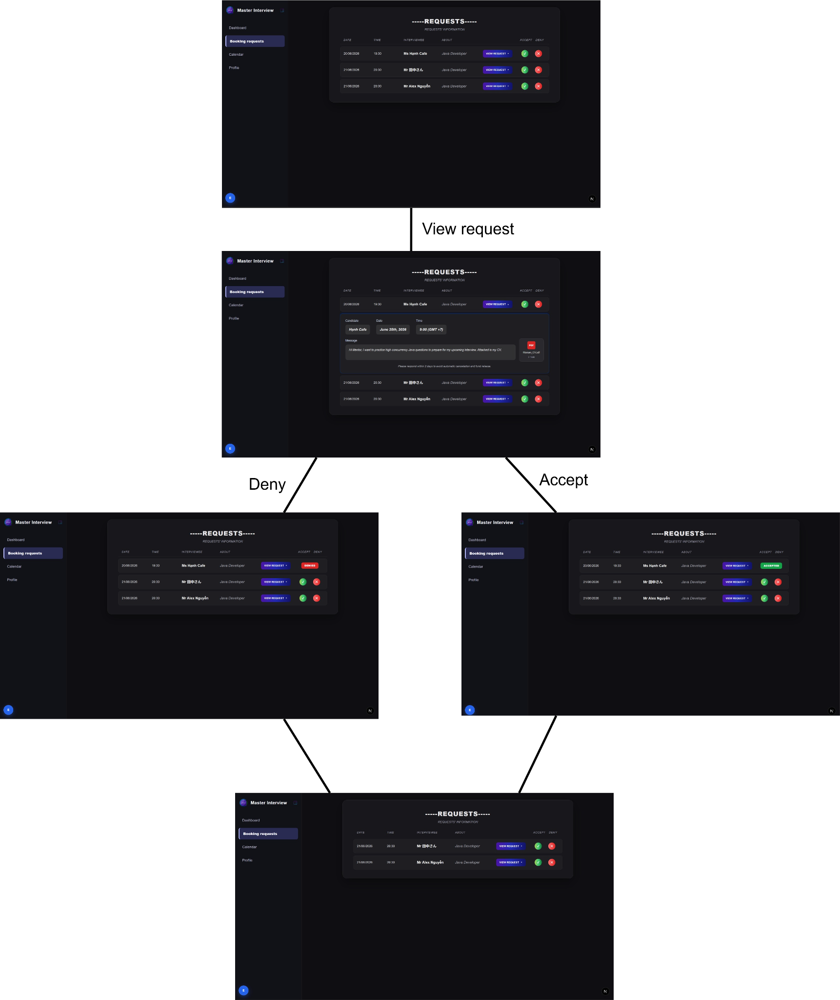 Master Interview
Dashboard
Booking requests
Calendar
Profile
E
-----REQUESTS-----
REQUESTS' INFORMATION
DATE TIME INTERVIEWEE ABOUT ACCEPT DENY
20/06/2026 19:30 Ms Hạnh Cafe Java Developer VIEW REQUEST
21/06/2026 20:30 Mr 田中さん Java Developer VIEW REQUEST
21/06/2026 20:30 Mr Alex Nguyễn Java Developer VIEW REQUEST
N
View request
Master Interview
Dashboard
Booking requests
Calendar
Profile
E
-----REQUESTS-----
REQUESTS' INFORMATION
DATE TIME INTERVIEWEE ABOUT ACCEPT DENY
20/06/2026 19:30 Ms Hạnh Cafe Java Developer VIEW REQUEST
Candidate Date Time
Hạnh Cafe June 25th, 2026 9:00 (GMT +7)
Message
Hi Mentor, I want to practice high-concurrency Java questions to prepare for my upcoming interview. Attached is my CV.
PDF
Please respond within 2 days to avoid automatic cancellation and fund release.
21/06/2026 20:30 Mr 田中さん Java Developer VIEW REQUEST
21/06/2026 20:30 Mr Alex Nguyễn Java Developer VIEW REQUEST
N
Deny
Accept
Master Interview
Dashboard
Booking requests
Calendar
Profile
E
-----REQUESTS-----
REQUESTS' INFORMATION
DATE TIME INTERVIEWEE ABOUT ACCEPT DENY
20/06/2026 19:30 Ms Hạnh Cafe Java Developer VIEW REQUEST DENIED
21/06/2026 20:30 Mr 田中さん Java Developer VIEW REQUEST
21/06/2026 20:30 Mr Alex Nguyễn Java Developer VIEW REQUEST
N
Master Interview
Dashboard
Booking requests
Calendar
Profile
E
-----REQUESTS-----
REQUESTS' INFORMATION
DATE TIME INTERVIEWEE ABOUT ACCEPT DENY
20/06/2026 19:30 Ms Hạnh Cafe Java Developer VIEW REQUEST ACCEPTED
21/06/2026 20:30 Mr 田中さん Java Developer VIEW REQUEST
21/06/2026 20:30 Mr Alex Nguyễn Java Developer VIEW REQUEST
N
Master Interview
Dashboard
Booking requests
Calendar
Profile
E
-----REQUESTS-----
REQUESTS' INFORMATION
DATE TIME INTERVIEWEE ABOUT ACCEPT DENY
21/06/2026 20:30 Mr 田中さん Java Developer VIEW REQUEST
21/06/2026 20:30 Mr Alex Nguyễn Java Developer VIEW REQUEST
N